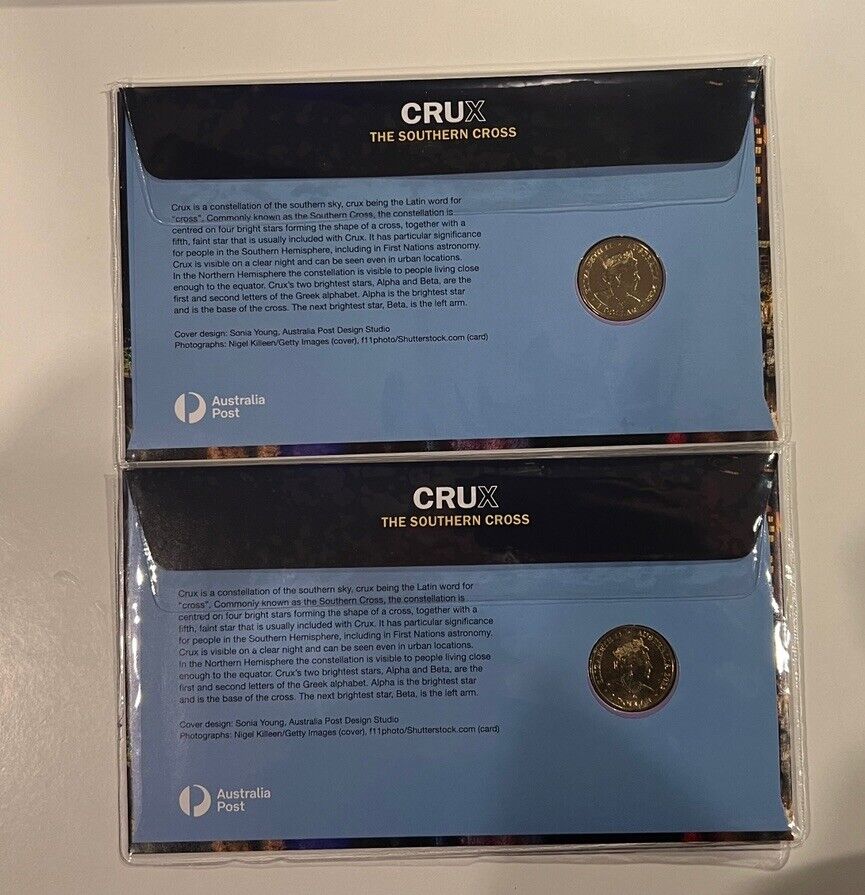 CRUX
THE SOUTHERN CROSS
Crux is a constellation of the southern sky, crux being the Latin word for
"cross". Commonly known as the Southern Cross, the constellation is
centred on four bright stars forming the shape of a cross, together with a
fifth, faint star that is usually included with Crux. It has particular significance
for people in the Southern Hemisphere, including in First Nations astronomy.
Crux is visible on a clear night and can be seen even in urban locations.
In the Northern Hemisphere the constellation is visible to people living close
enough to the equator. Crux's two brightest stars, Alpha and Beta, are the
first and second letters of the Greek alphabet. Alpha is the brightest star
and is the base of the cross. The next brightest star, Beta, is the left arm.
Cover design: Sonia Young, Australia Post Design Studio
Photographs: Nigel Killeen/Getty Images (cover), f11photo/Shutterstock.com (card)
Australia
Post
CRUX
THE SOUTHERN CROSS
Crux is a constellation of the southern sky, crux being the Latin word for
"cross". Commonly known as the Southern Cross, the constellation is
centred on four bright stars forming the shape of a cross, together with a
fifth, faint star that is usually included with Crux. It has particular significance
for people in the Southern Hemisphere, including in First Nations astronomy.
Crux is visible on a clear night and can be seen even in urban locations.
In the Northern Hemisphere the constellation is visible to people living close
enough to the equator. Crux's two brightest stars, Alpha and Beta, are the
first and second letters of the Greek alphabet. Alpha is the brightest star
and is the base of the cross. The next brightest star, Beta, is the left arm.
Cover design: Sonia Young, Australia Post Design Studio
Photographs: Nigel Killeen/Getty Images (cover), f11photo/Shutterstock.com (card)
Australia
Post